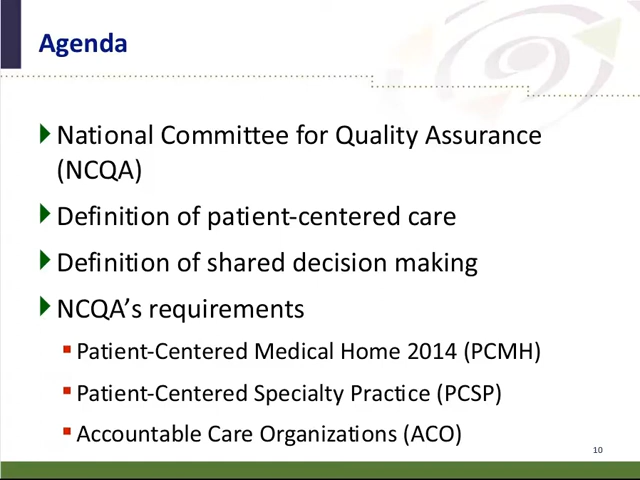 Agenda
National Committee for Quality Assurance
(NCQA)
Definition of patient-centered care
Definition of shared decision making
NCQA’s requirements
Patient-Centered Medical Home 2014 (PCMH)
Patient-Centered Specialty Practice (PCSP)
Accountable Care Organizations (ACO)
10